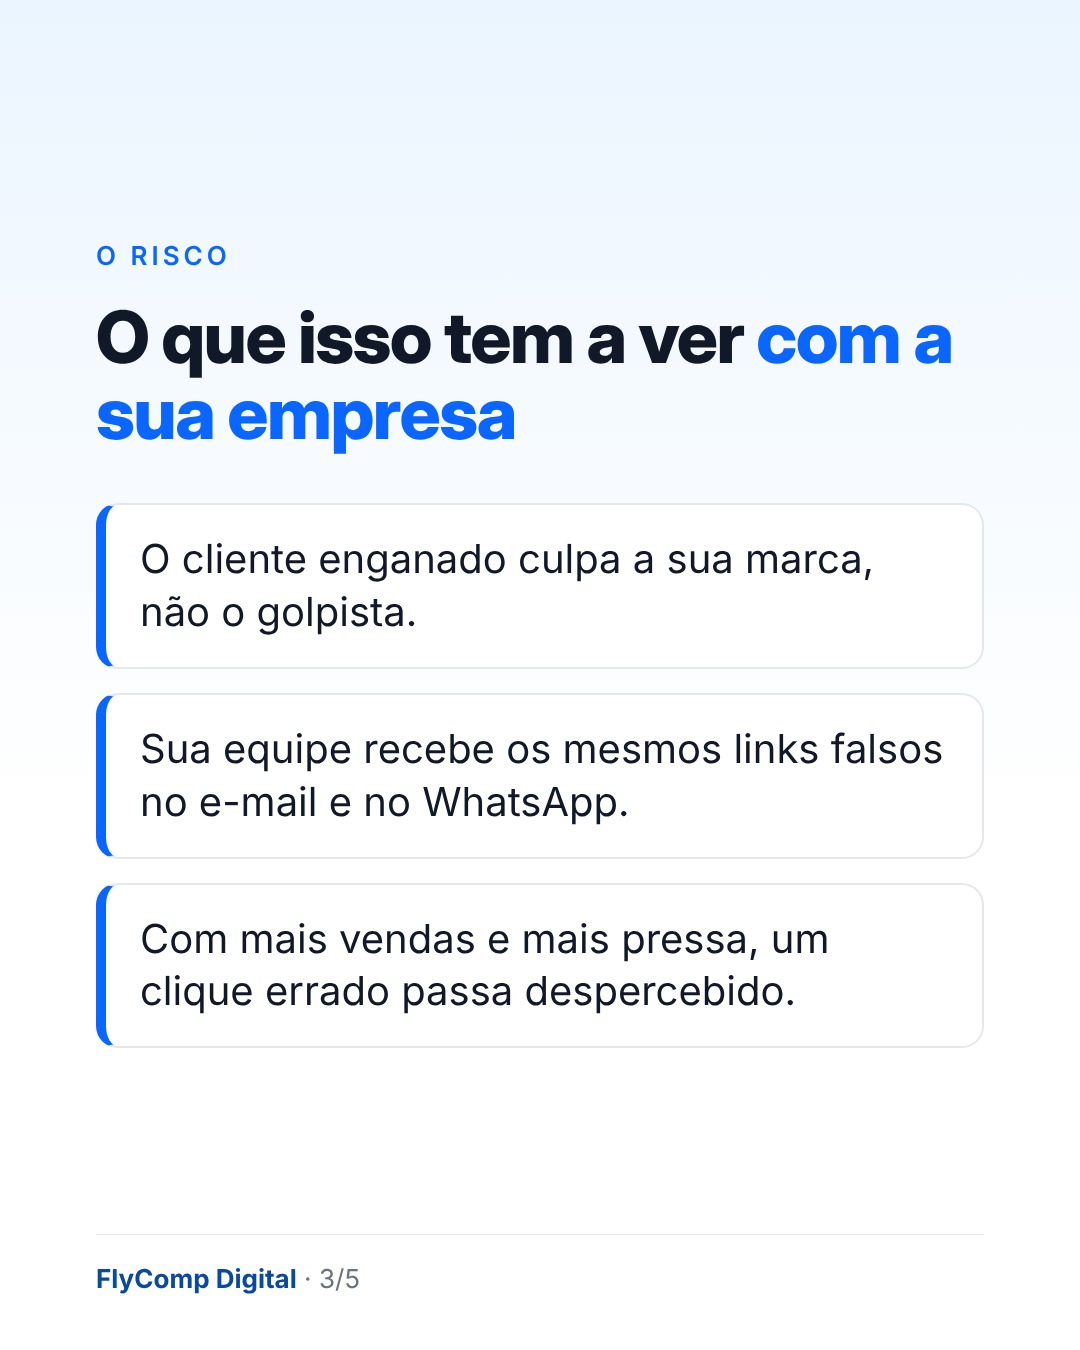 O RISCO
O que isso tem a ver com a
sua empresa
O cliente enganado culpa a sua marca,
não o golpista.
Sua equipe recebe os mesmos links falsos
no e-mail e no WhatsApp.
Com mais vendas e mais pressa, um
clique errado passa despercebido.
FlyComp Digital · 3/5